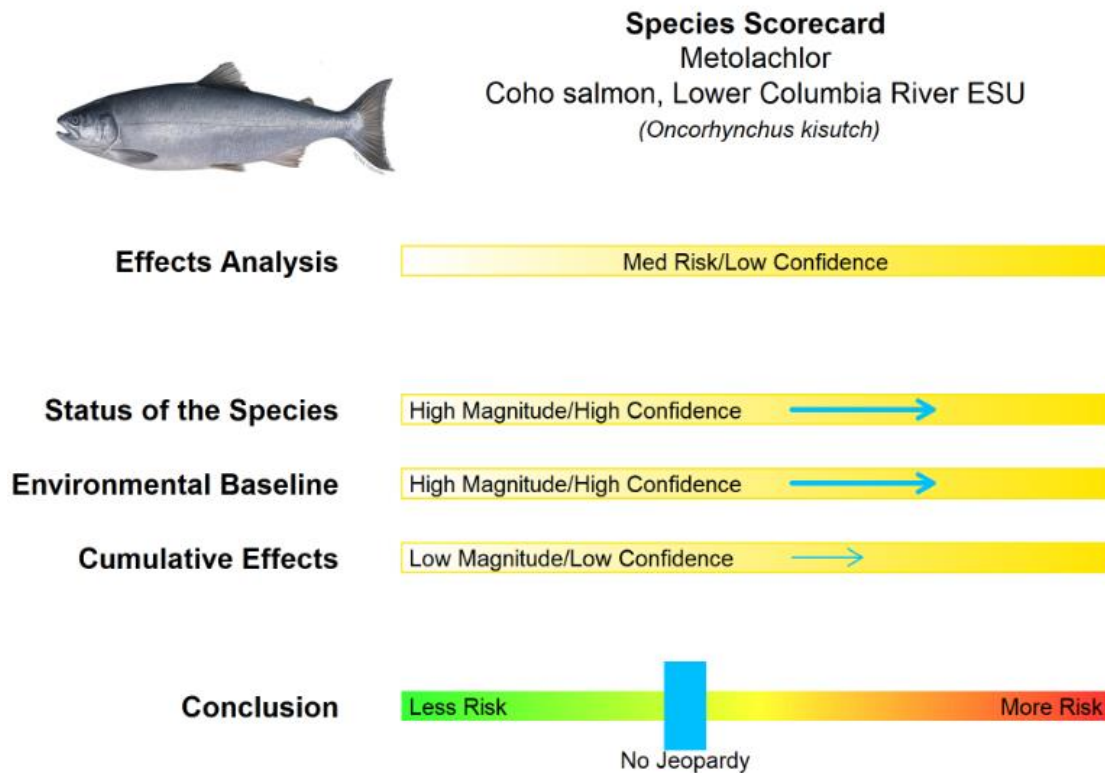 Species Scorecard
Metolachlor
Coho salmon, Lower Columbia River ESU
(Oncorhynchus kisutch)
Effects Analysis
Med Risk/Low Confidence
Status of the Species
High Magnitude/High Confidence
Environmental Baseline
High Magnitude/High Confidence
Cumulative Effects
Low Magnitude/Low Confidence
Conclusion
Less Risk
More Risk
No Jeopardy